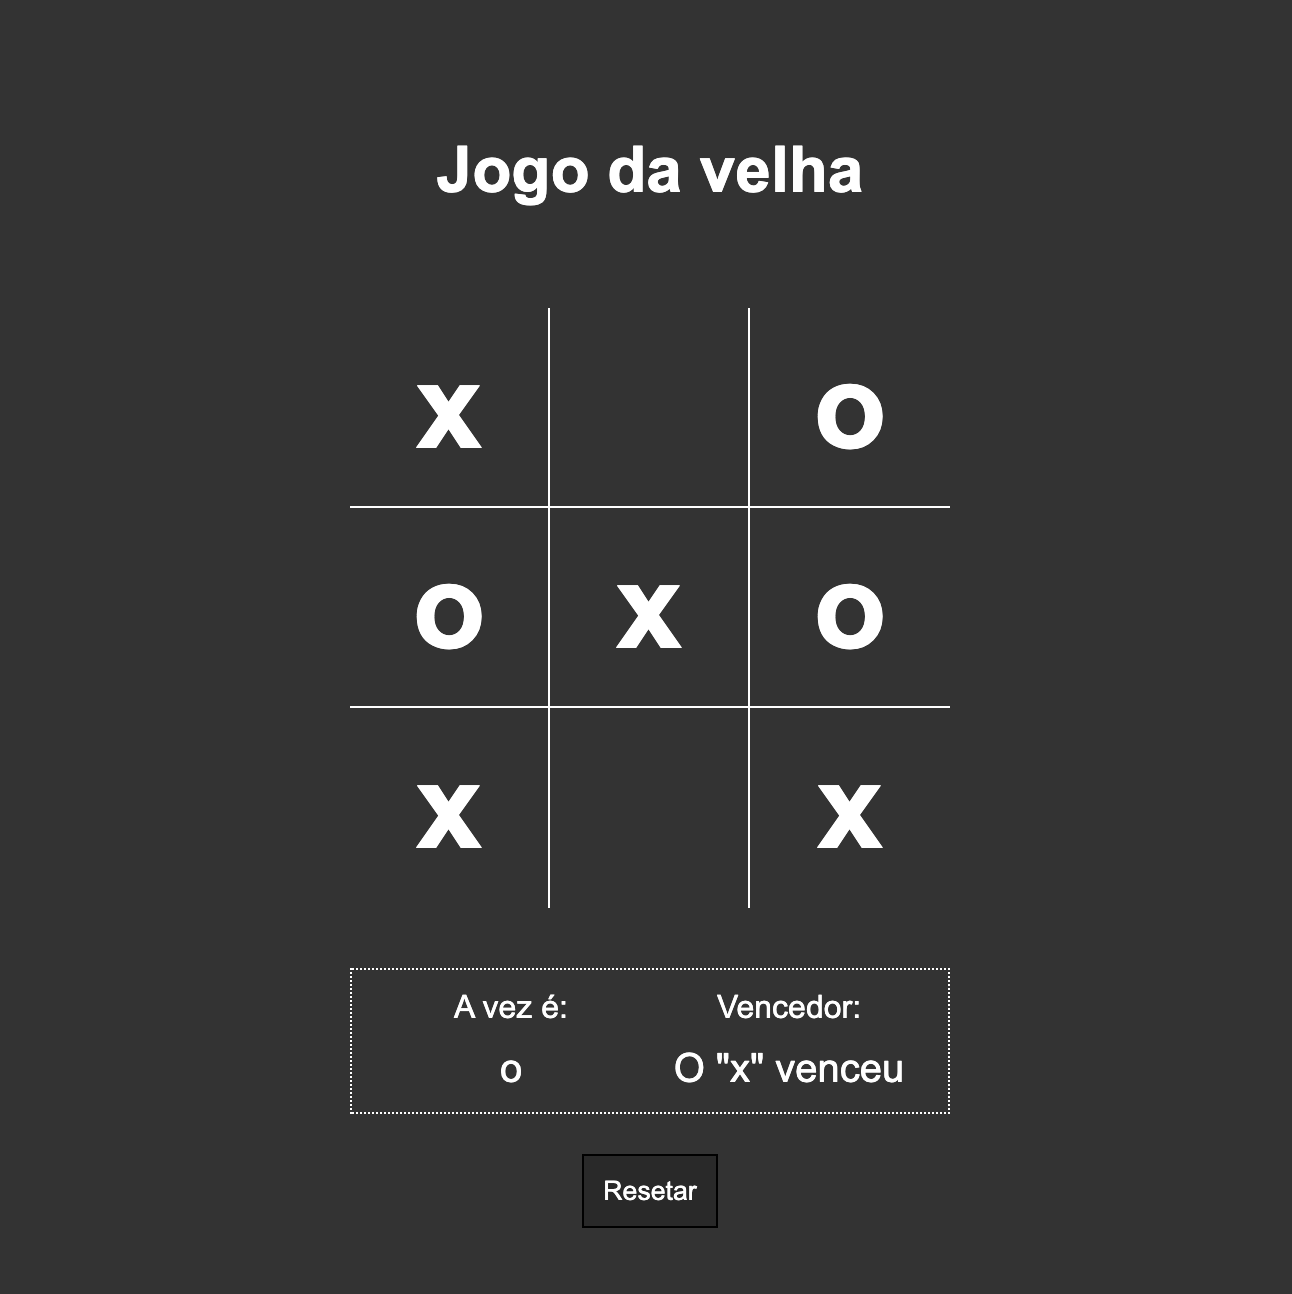 Jogo da velha
x o
o x o
x x
A vez é: Vencedor:
o O "x" venceu
Resetar